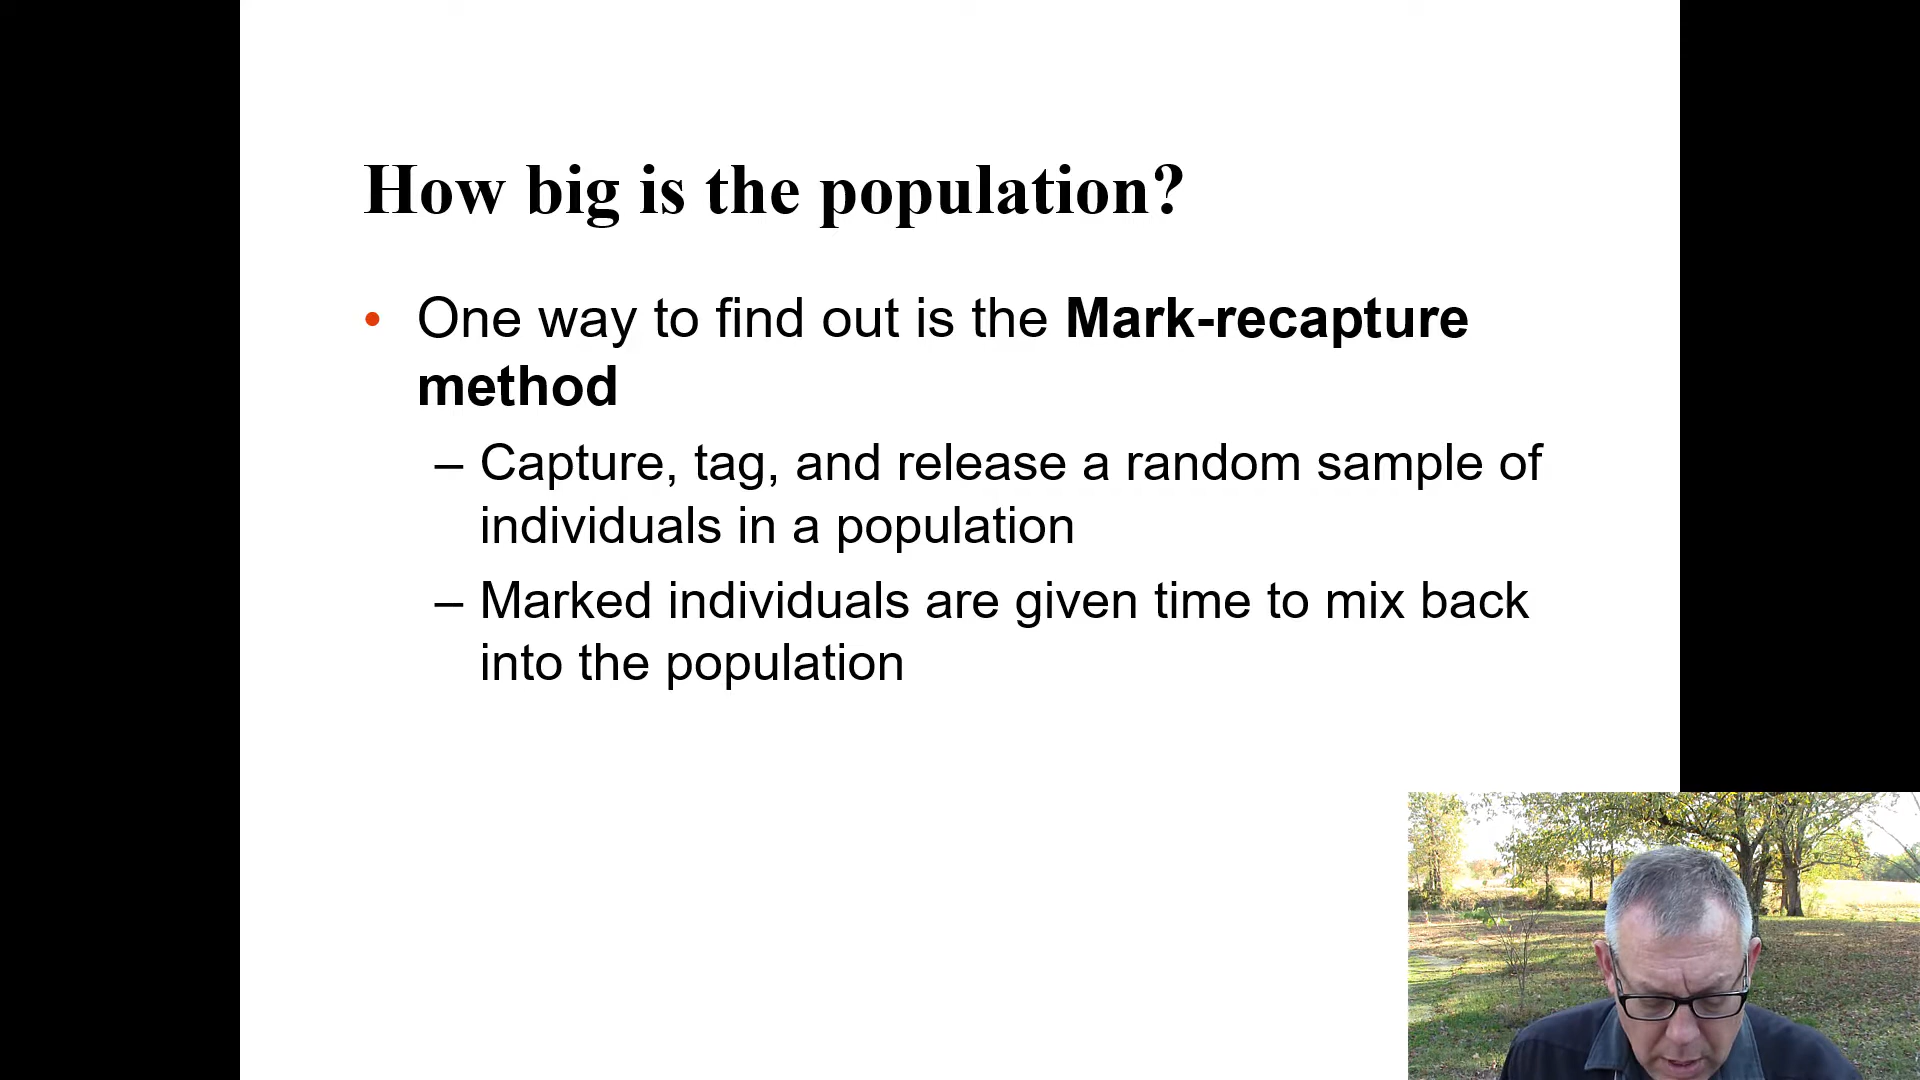 How big is the population?
• One way to find out is the Mark-recapture
method
– Capture, tag, and release a random sample of
individuals in a population
– Marked individuals are given time to mix back
into the population